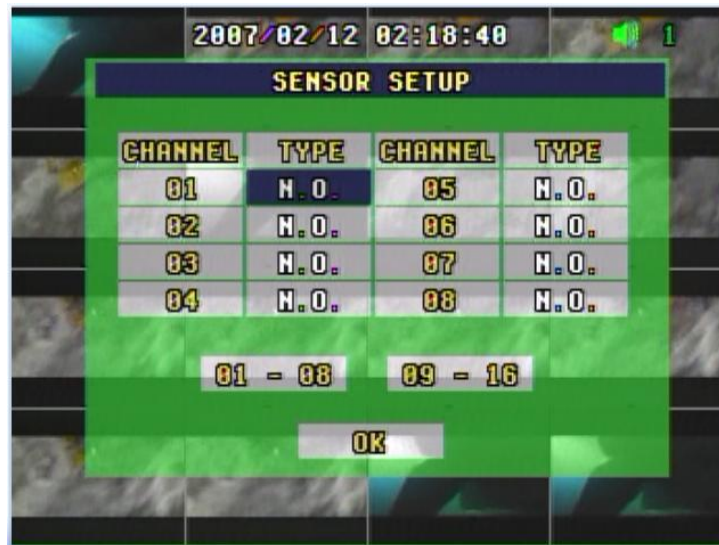 2007/02/12 02:18:40 1
SENSOR SETUP
CHANNEL TYPE CHANNEL TYPE
01 N.O. 05 N.O.
02 N.O. 06 N.O.
03 N.O. 07 N.O.
04 N.O. 08 N.O.
01 - 08 09 - 16
OK